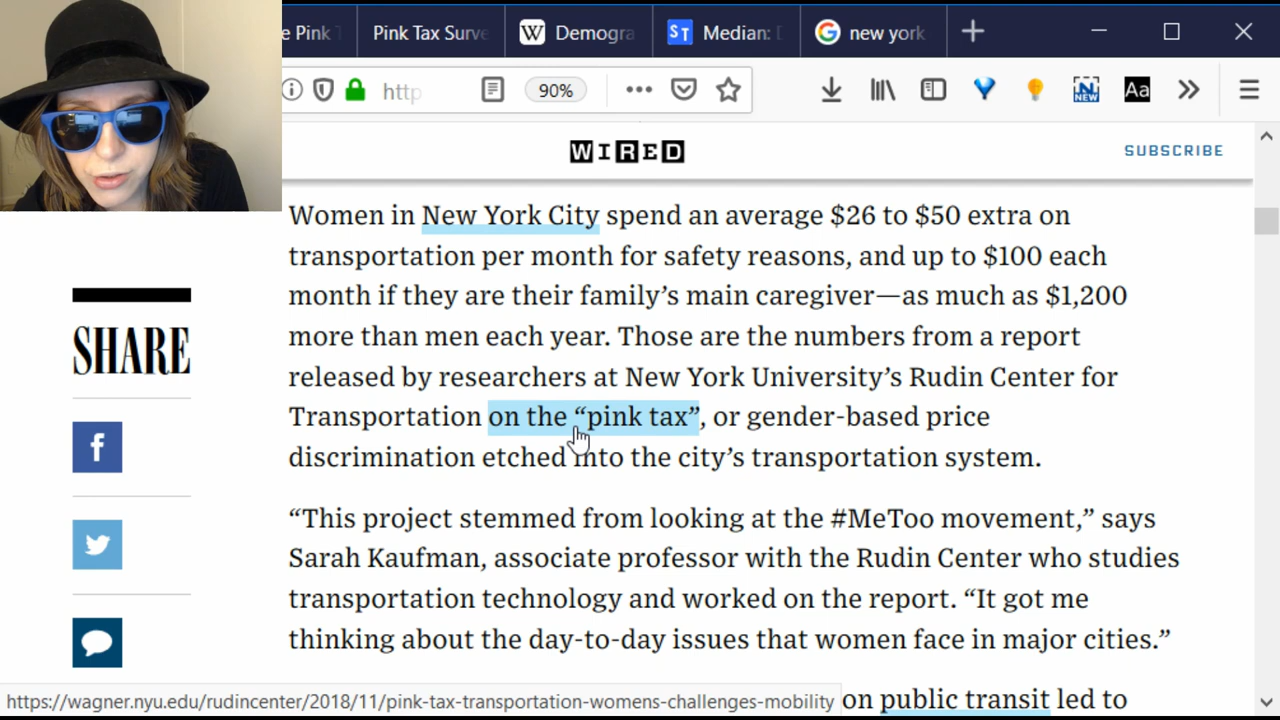 e Pink T
Pink Tax Surve
W
Demogra
ST
Median: D
G
new york
http
90%
NEW
Aa
WIRED
SUBSCRIBE
Women in New York City spend an average $26 to $50 extra on
transportation per month for safety reasons, and up to $100 each
month if they are their family’s main caregiver—as much as $1,200
more than men each year. Those are the numbers from a report
released by researchers at New York University’s Rudin Center for
Transportation on the “pink tax”, or gender-based price
discrimination etched into the city’s transportation system.
SHARE
f
“This project stemmed from looking at the #MeToo movement,” says
Sarah Kaufman, associate professor with the Rudin Center who studies
transportation technology and worked on the report. “It got me
thinking about the day-to-day issues that women face in major cities.”
on public transit led to
https://wagner.nyu.edu/rudincenter/2018/11/pink-tax-transportation-womens-challenges-mobility